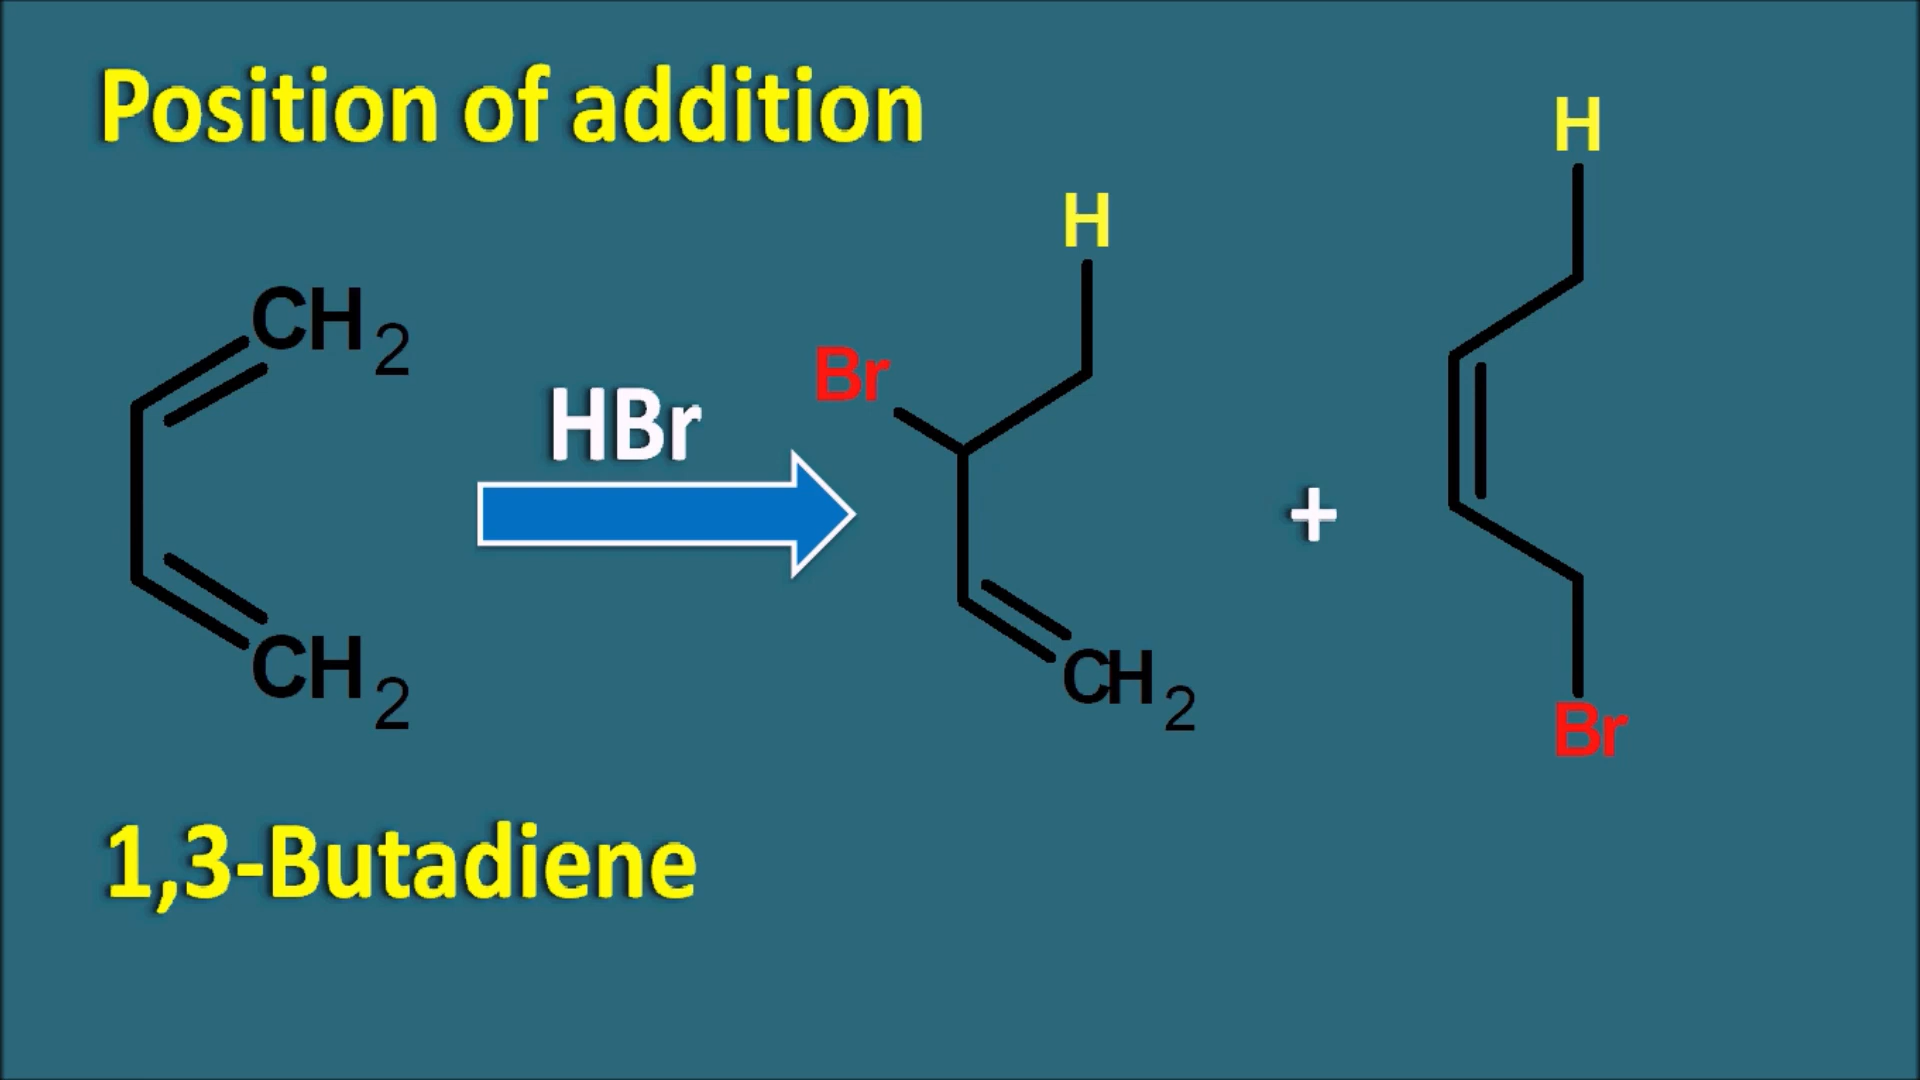 Position of addition
H
H
CH2
Br
HBr
+
CH2
CH2
Br
1,3-Butadiene